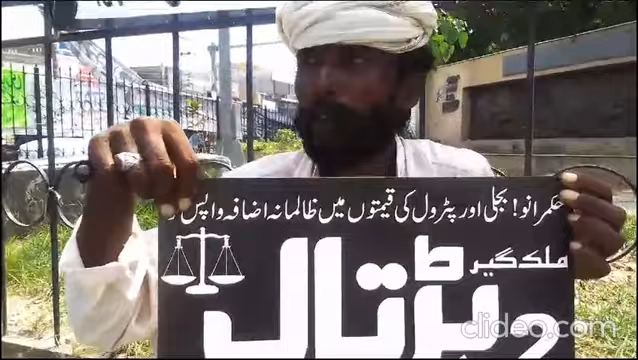 حکمرانو! بجلی اور پٹرول کی قیمتوں میں ظالمانہ اضافہ واپس
ملک گیر
ہڑتال
clideo.com